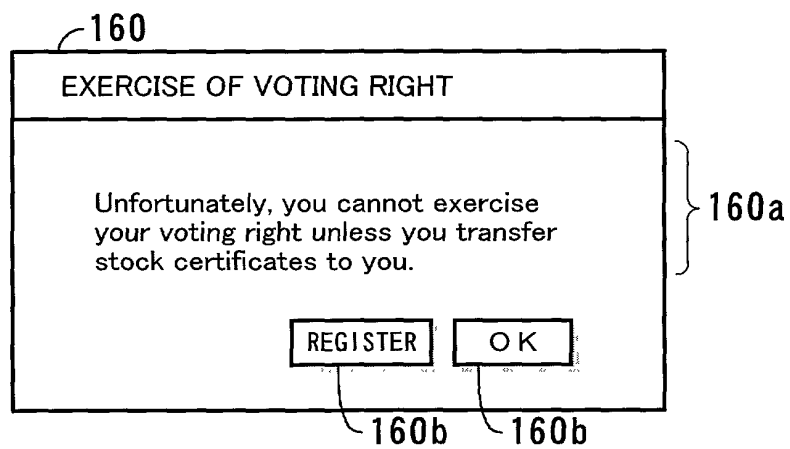 160
EXERCISE OF VOTING RIGHT
Unfortunately, you cannot exercise
your voting right unless you transfer
stock certificates to you.
160a
REGISTER OK
160b 160b